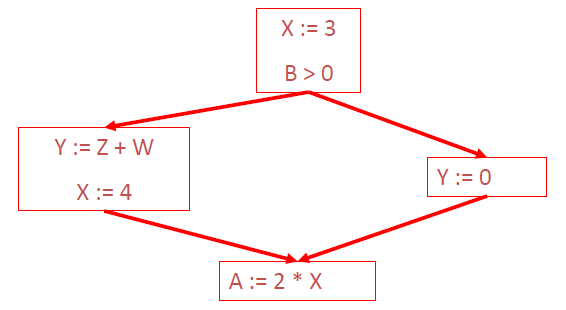 X := 3
B > 0
Y := Z + W
X := 4
Y := 0
A := 2 * X